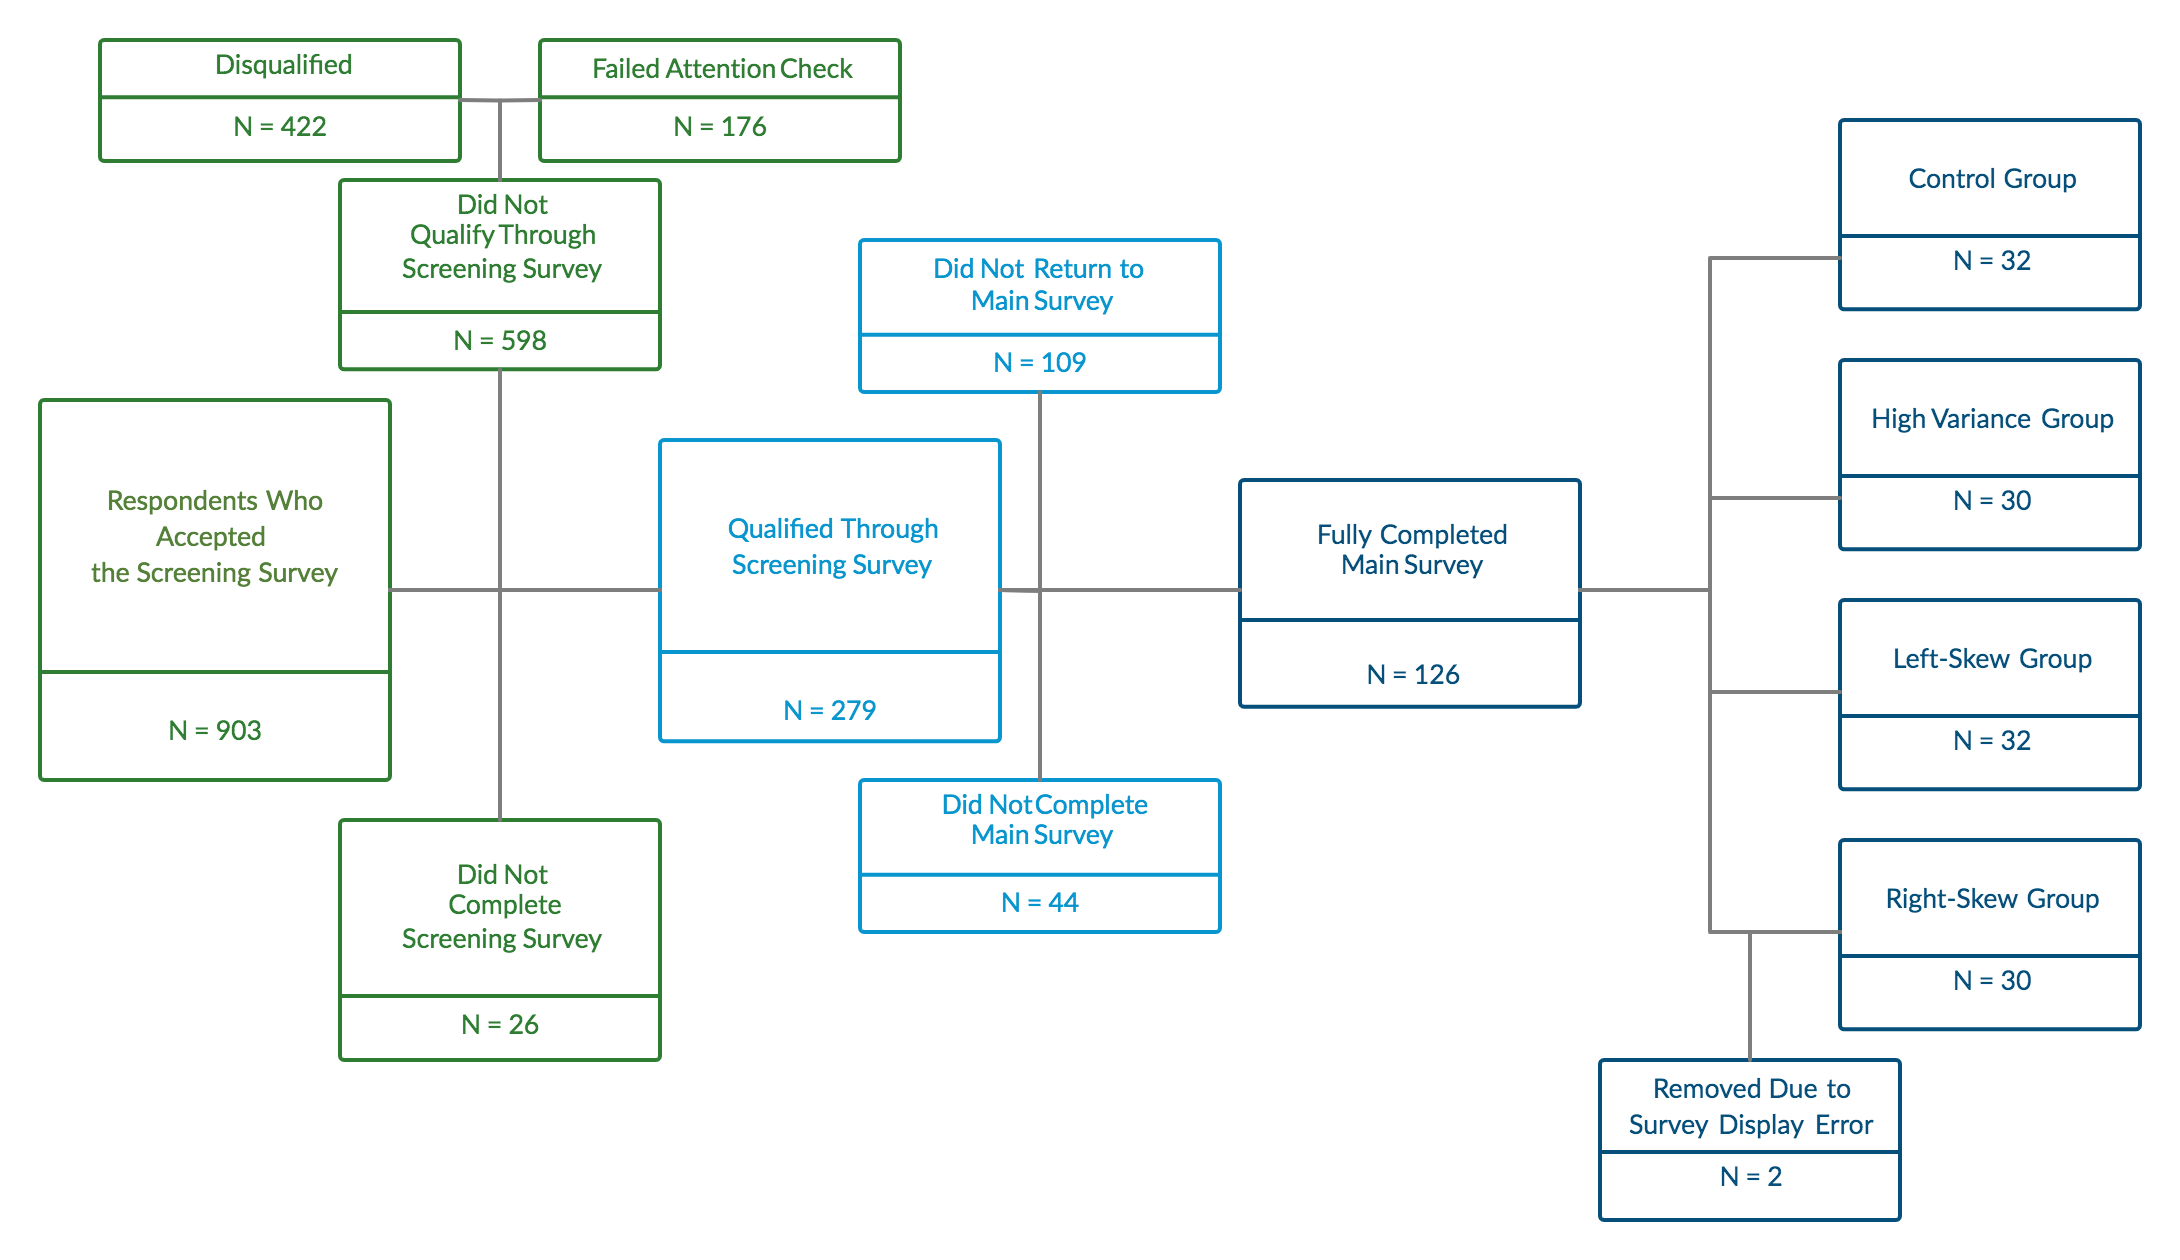 Disqualified
N = 422
Failed Attention Check
N = 176
Did Not
Qualify Through
Screening Survey
N = 598
Respondents Who
Accepted
the Screening Survey
N = 903
Did Not
Complete
Screening Survey
N = 26
Qualified Through
Screening Survey
N = 279
Did Not Return to
Main Survey
N = 109
Did Not Complete
Main Survey
N = 44
Fully Completed
Main Survey
N = 126
Control Group
N = 32
High Variance Group
N = 30
Left-Skew Group
N = 32
Right-Skew Group
N = 30
Removed Due to
Survey Display Error
N = 2